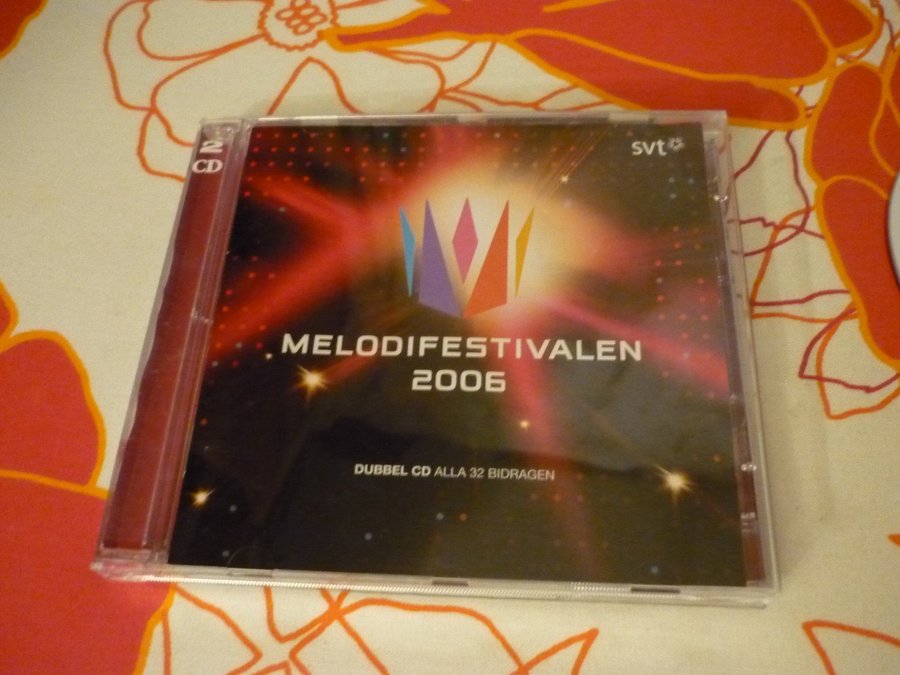 2
CD
svt
MELODIFESTIVALEN
2006
DUBBEL CD ALLA 32 BIDRAGEN